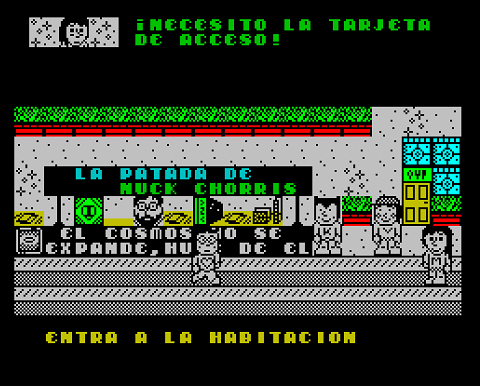 ¡NECESITO LA TARJETA
DE ACCESO!
LA PATADA DE
NUCK CHORRIS
EL COSMOS NO SE
EXPANDE, HU DE EL
ENTRA A LA HABITACION